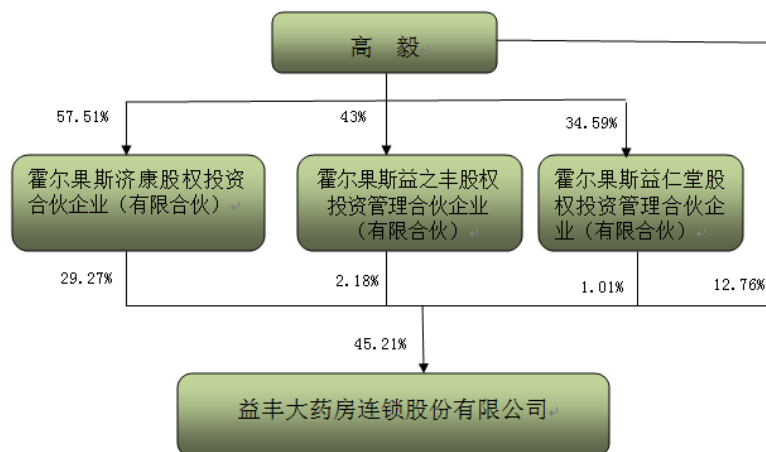 高 毅
57.51%
43%
34.59%
霍尔果斯济康股权投资
合伙企业（有限合伙）
霍尔果斯益之丰股权
投资管理合伙企业
（有限合伙）
霍尔果斯益仁堂股
权投资管理合伙企
业（有限合伙）
29.27%
2.18%
1.01%
12.76%
45.21%
益丰大药房连锁股份有限公司